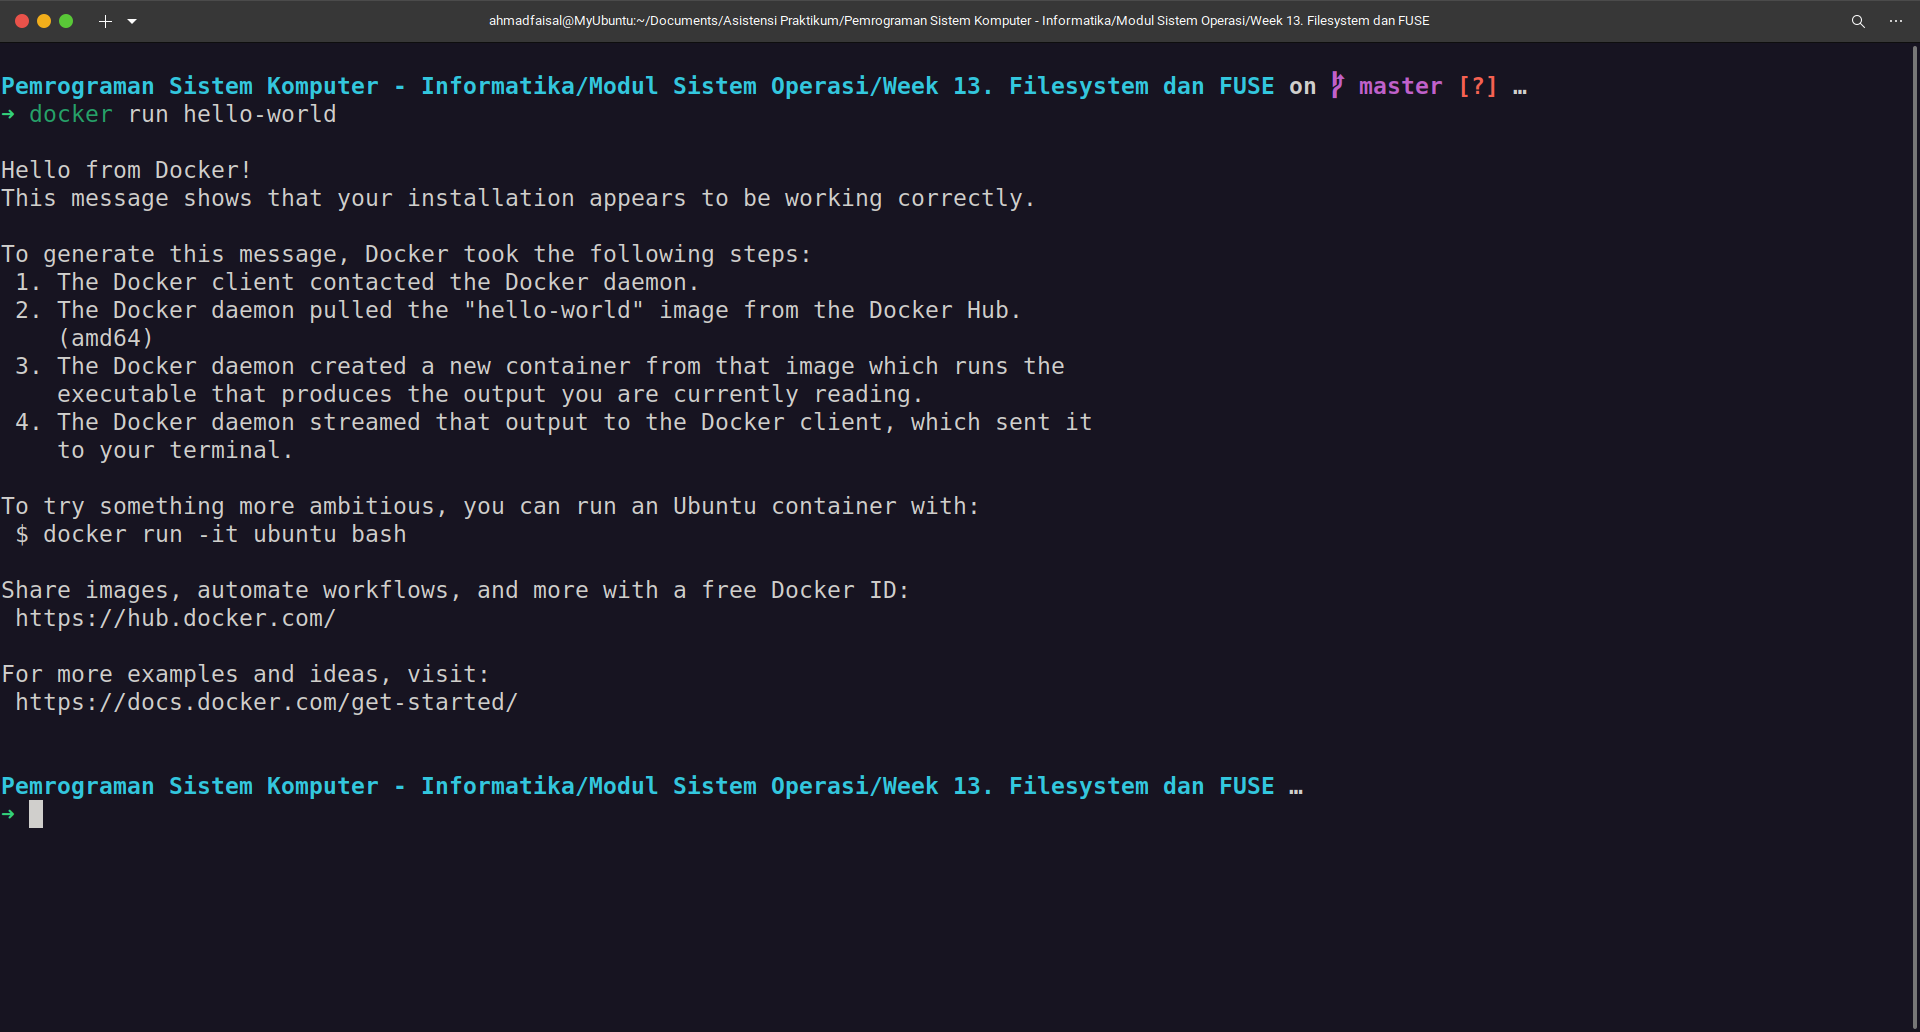 ahmadfaisal@MyUbuntu:~/Documents/Asistensi Praktikum/Pemrograman Sistem Komputer - Informatika/Modul Sistem Operasi/Week 13. Filesystem dan FUSE
Pemrograman Sistem Komputer - Informatika/Modul Sistem Operasi/Week 13. Filesystem dan FUSE on master [?] …
➜ docker run hello-world
Hello from Docker!
This message shows that your installation appears to be working correctly.
To generate this message, Docker took the following steps:
1. The Docker client contacted the Docker daemon.
2. The Docker daemon pulled the "hello-world" image from the Docker Hub.
(amd64)
3. The Docker daemon created a new container from that image which runs the
executable that produces the output you are currently reading.
4. The Docker daemon streamed that output to the Docker client, which sent it
to your terminal.
To try something more ambitious, you can run an Ubuntu container with:
$ docker run -it ubuntu bash
Share images, automate workflows, and more with a free Docker ID:
https://hub.docker.com/
For more examples and ideas, visit:
https://docs.docker.com/get-started/
Pemrograman Sistem Komputer - Informatika/Modul Sistem Operasi/Week 13. Filesystem dan FUSE …
➜